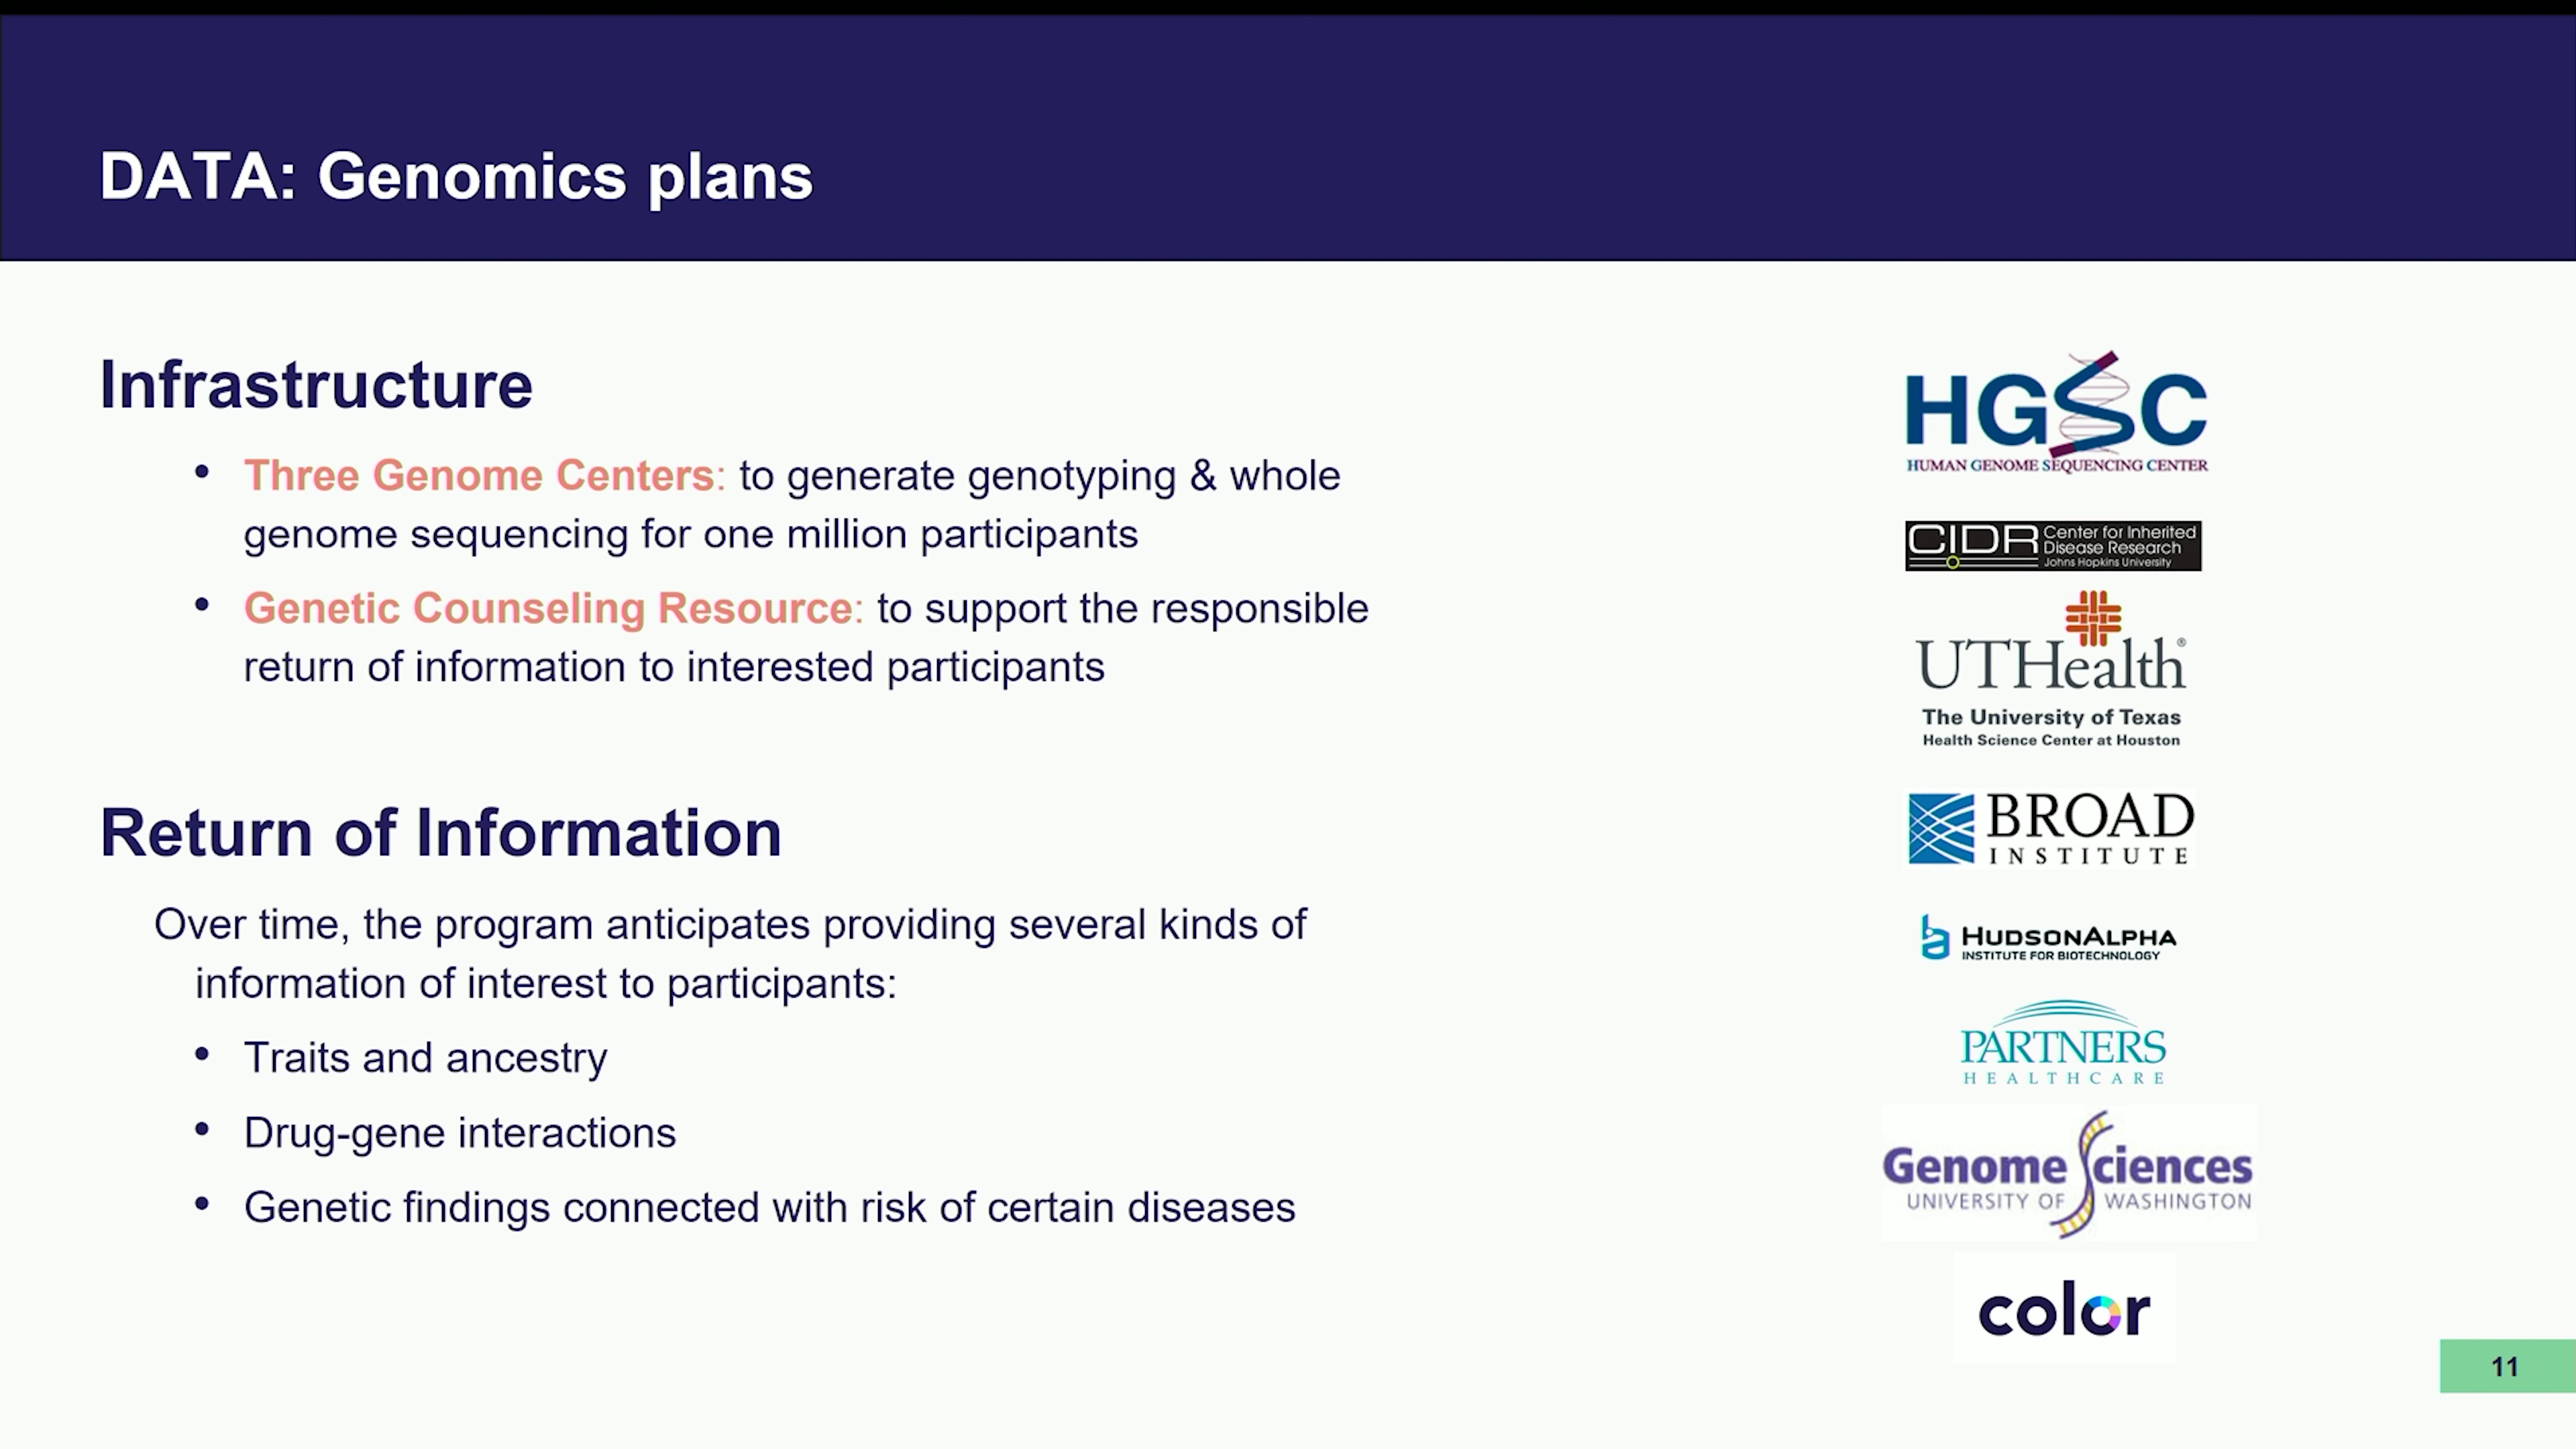 DATA: Genomics plans
Infrastructure
• Three Genome Centers: to generate genotyping & whole
genome sequencing for one million participants
• Genetic Counseling Resource: to support the responsible
return of information to interested participants
Return of Information
Over time, the program anticipates providing several kinds of
information of interest to participants:
• Traits and ancestry
• Drug-gene interactions
• Genetic findings connected with risk of certain diseases
HGSC
HUMAN GENOME SEQUENCING CENTER
CIDR
Center for Inherited
Disease Research
Johns Hopkins University
UTHealth®
The University of Texas
Health Science Center at Houston
BROAD
INSTITUTE
HUDSONALPHA
INSTITUTE FOR BIOTECHNOLOGY
PARTNERS
HEALTHCARE
Genome Sciences
UNIVERSITY OF WASHINGTON
color
11